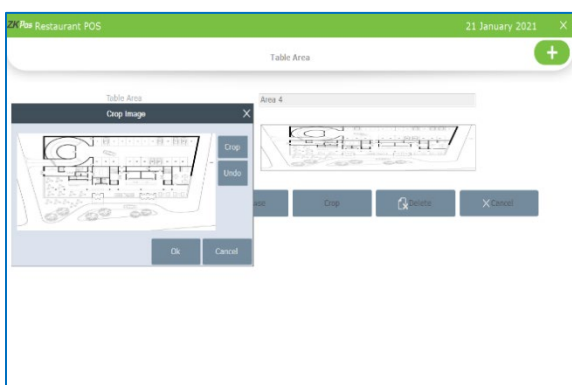 ZKPos Restaurant POS
21 January 2021
X
Table Area
+
Table Area
Area 4
Crop Image
X
Crop
Undo
Crop
Delete
X Cancel
Ok
Cancel